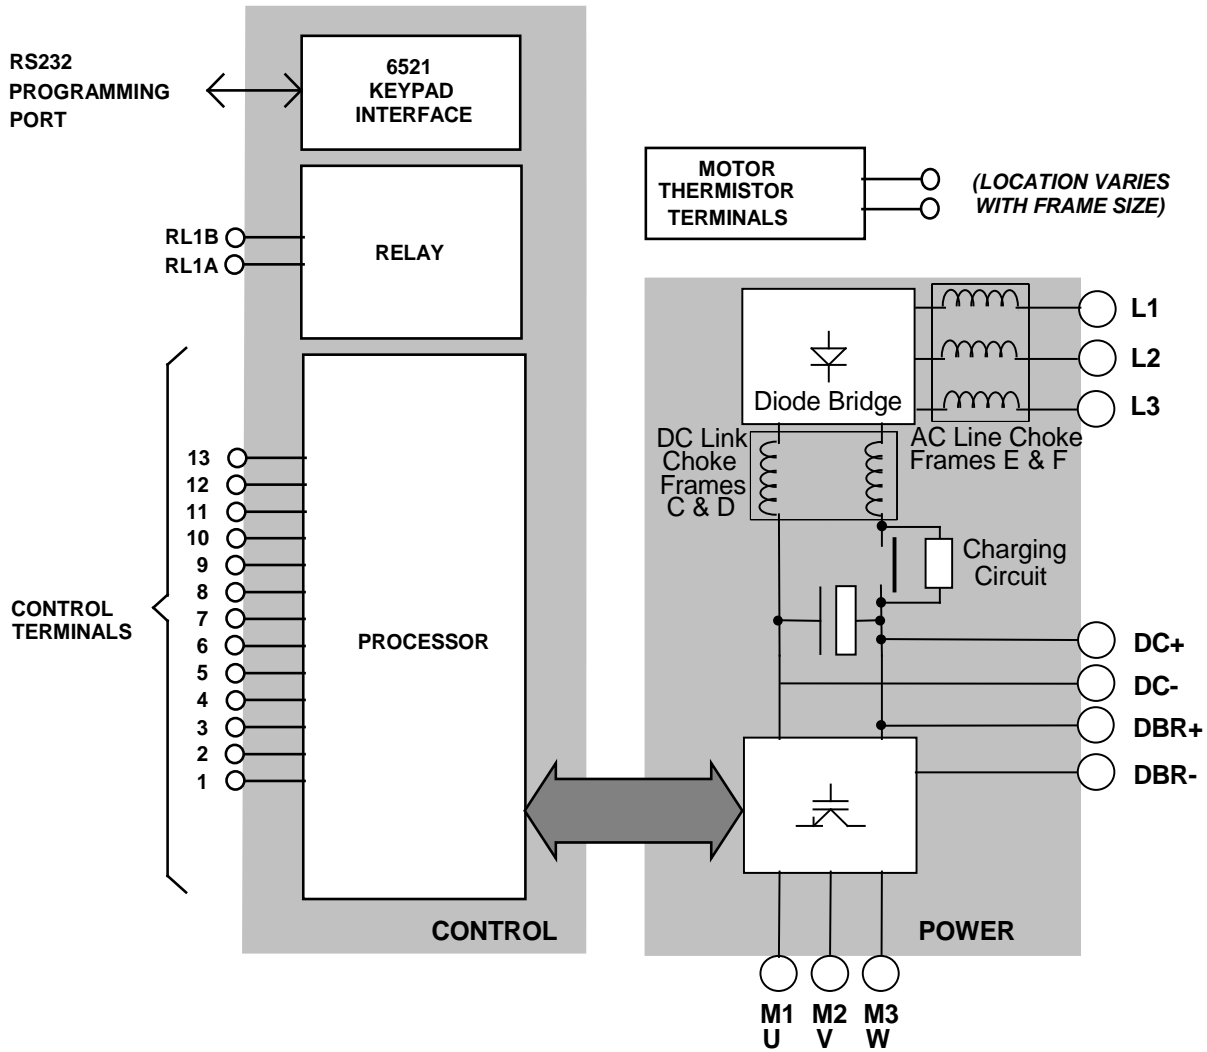 RS232
PROGRAMMING
PORT
6521
KEYPAD
INTERFACE
RL1B
RL1A
RELAY
MOTOR
THERMISTOR
TERMINALS
(LOCATION VARIES
WITH FRAME SIZE)
L1
L2
L3
Diode Bridge
AC Line Choke
Frames E & F
DC Link
Choke
Frames
C & D
Charging
Circuit
CONTROL
TERMINALS
13
12
11
10
9
8
7
6
5
4
3
2
1
PROCESSOR
DC+
DC-
DBR+
DBR-
CONTROL
POWER
M1 M2 M3
U V W